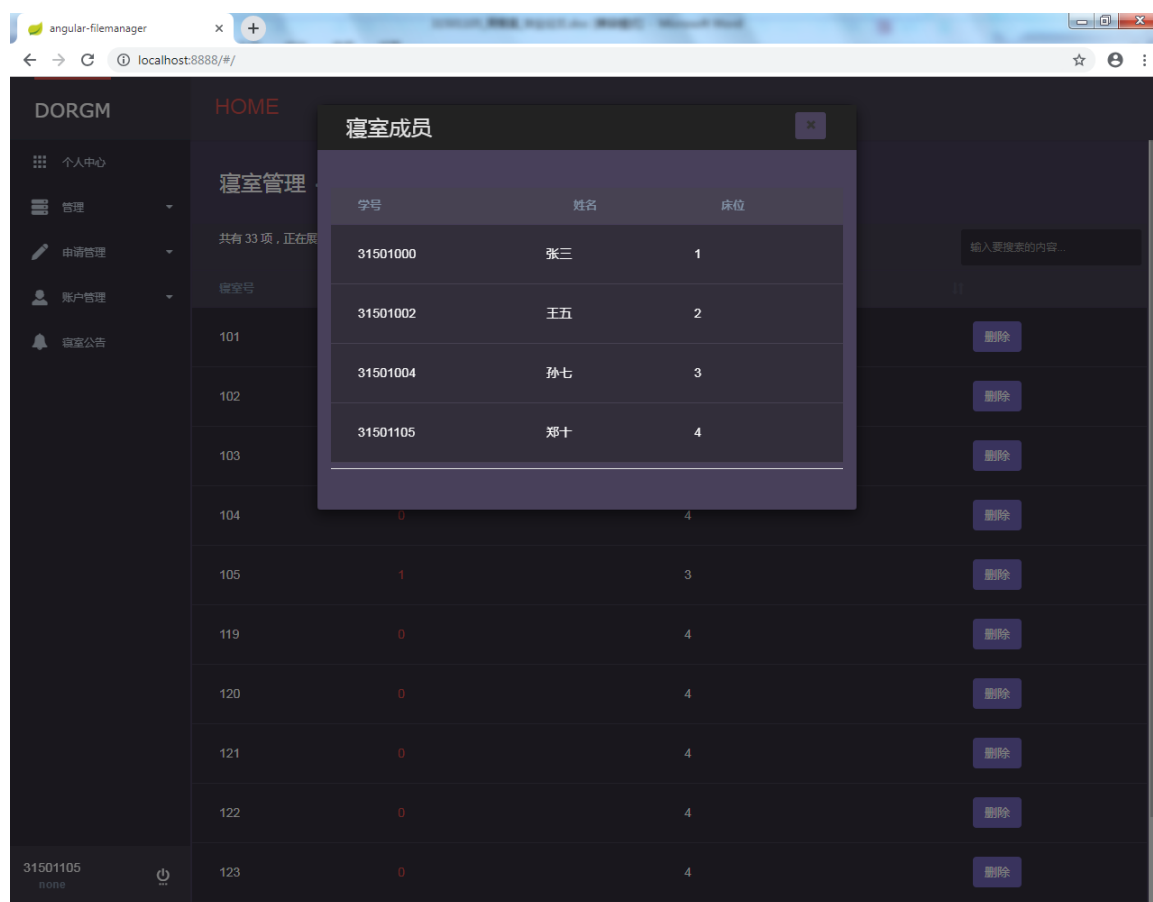 angular-filemanager
localhost:8888/#/
DORGM
HOME
个人中心
管理
申请管理
账户管理
寝室公告
31501105
none
寝室管理
共有 33 项 , 正在展
输入要搜索的内容...
寝室号
101 删除
102 删除
103 删除
104 0 4 删除
105 1 3 删除
119 0 4 删除
120 0 4 删除
121 0 4 删除
122 0 4 删除
123 0 4 删除
寝室成员
学号 姓名 床位
31501000 张三 1
31501002 王五 2
31501004 孙七 3
31501105 郑十 4